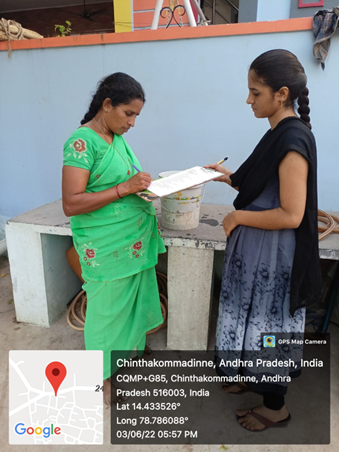 GPS Map Camera
Chinthakommadinne, Andhra Pradesh, India
CQMP+G85, Chinthakommadinne, Andhra
Pradesh 516003, India
Lat 14.433526°
Long 78.786088°
03/06/22 05:57 PM
24
Google